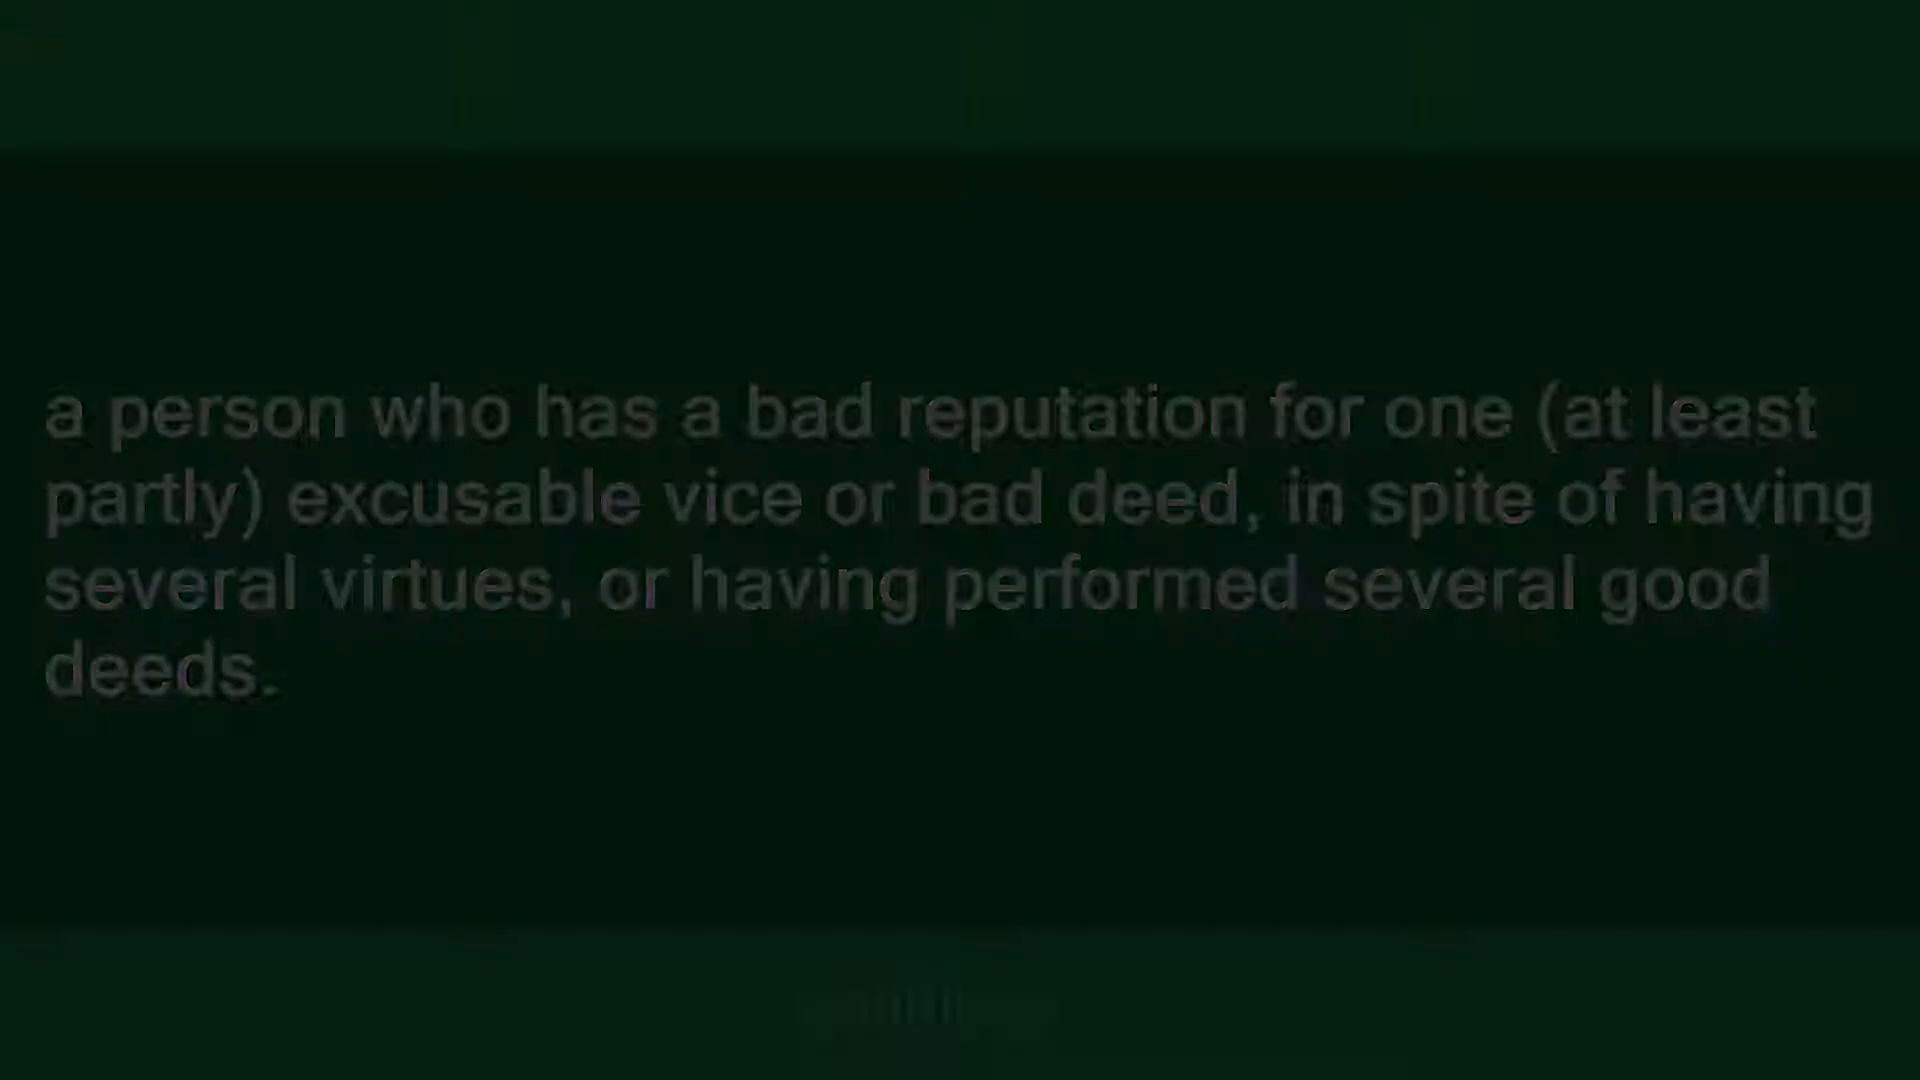 a person who has a bad reputation for one (at least
partly) excusable vice or bad deed, in spite of having
several virtues, or having performed several good
deeds.